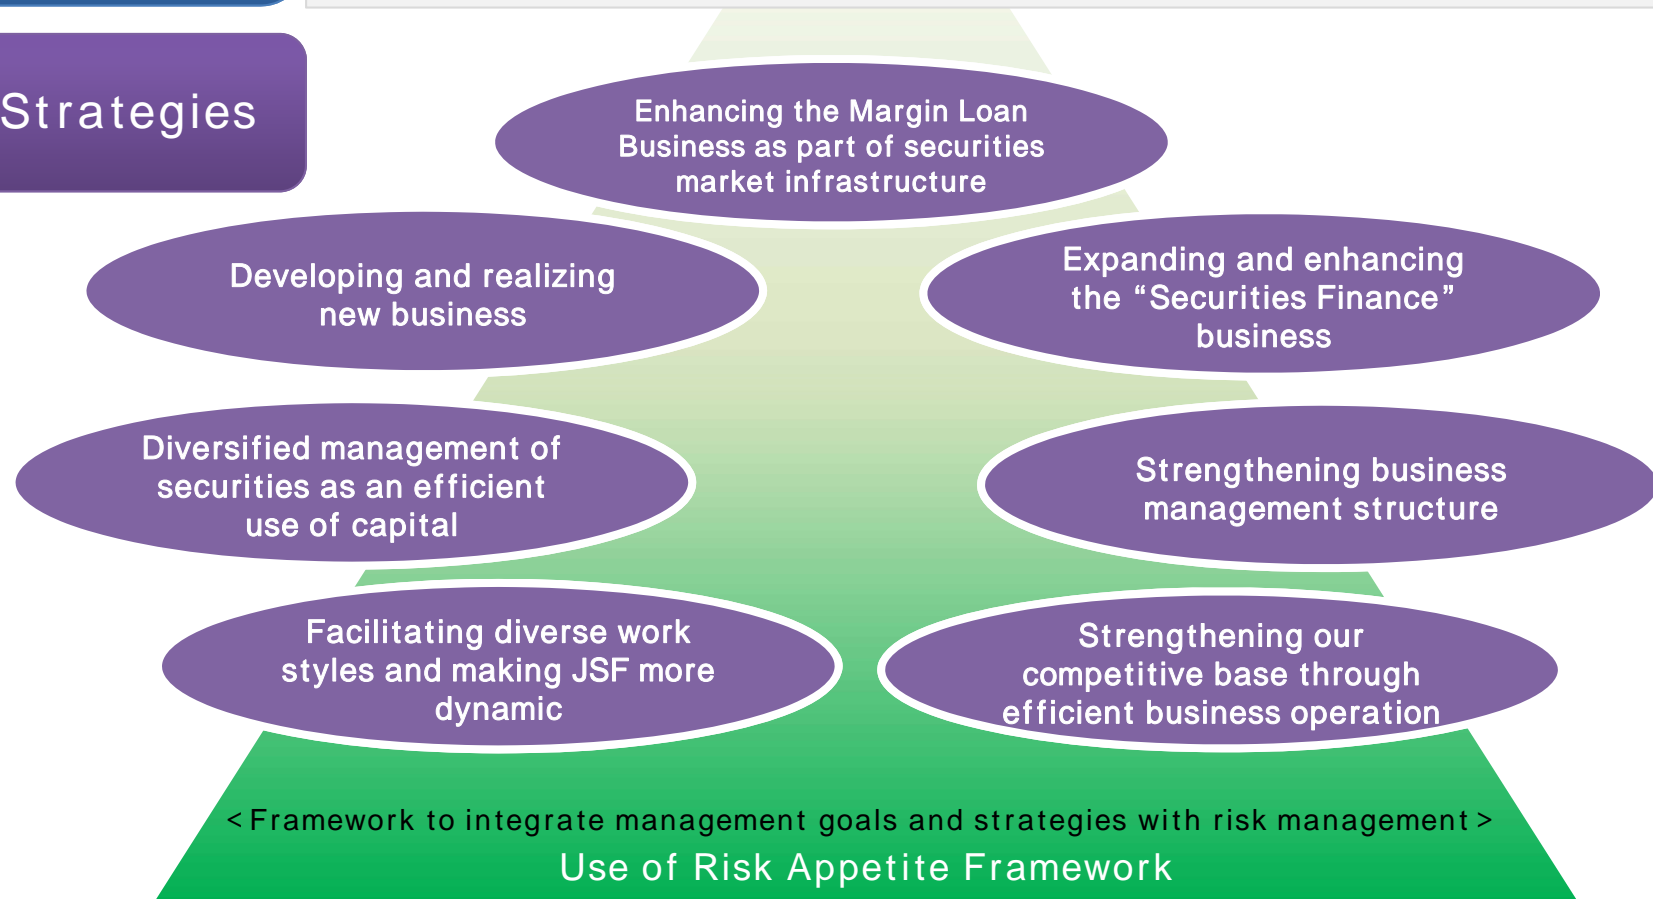 Strategies
Enhancing the Margin Loan
Business as part of securities
market infrastructure
Developing and realizing
new business
Expanding and enhancing
the “Securities Finance”
business
Diversified management of
securities as an efficient
use of capital
Strengthening business
management structure
Facilitating diverse work
styles and making JSF more
dynamic
Strengthening our
competitive base through
efficient business operation
<Framework to integrate management goals and strategies with risk management>
Use of Risk Appetite Framework